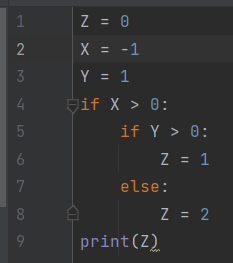 1 Z = 0
2 X = -1
3 Y = 1
4 if X > 0:
5     if Y > 0:
6         Z = 1
7     else:
8         Z = 2
9 print(Z)